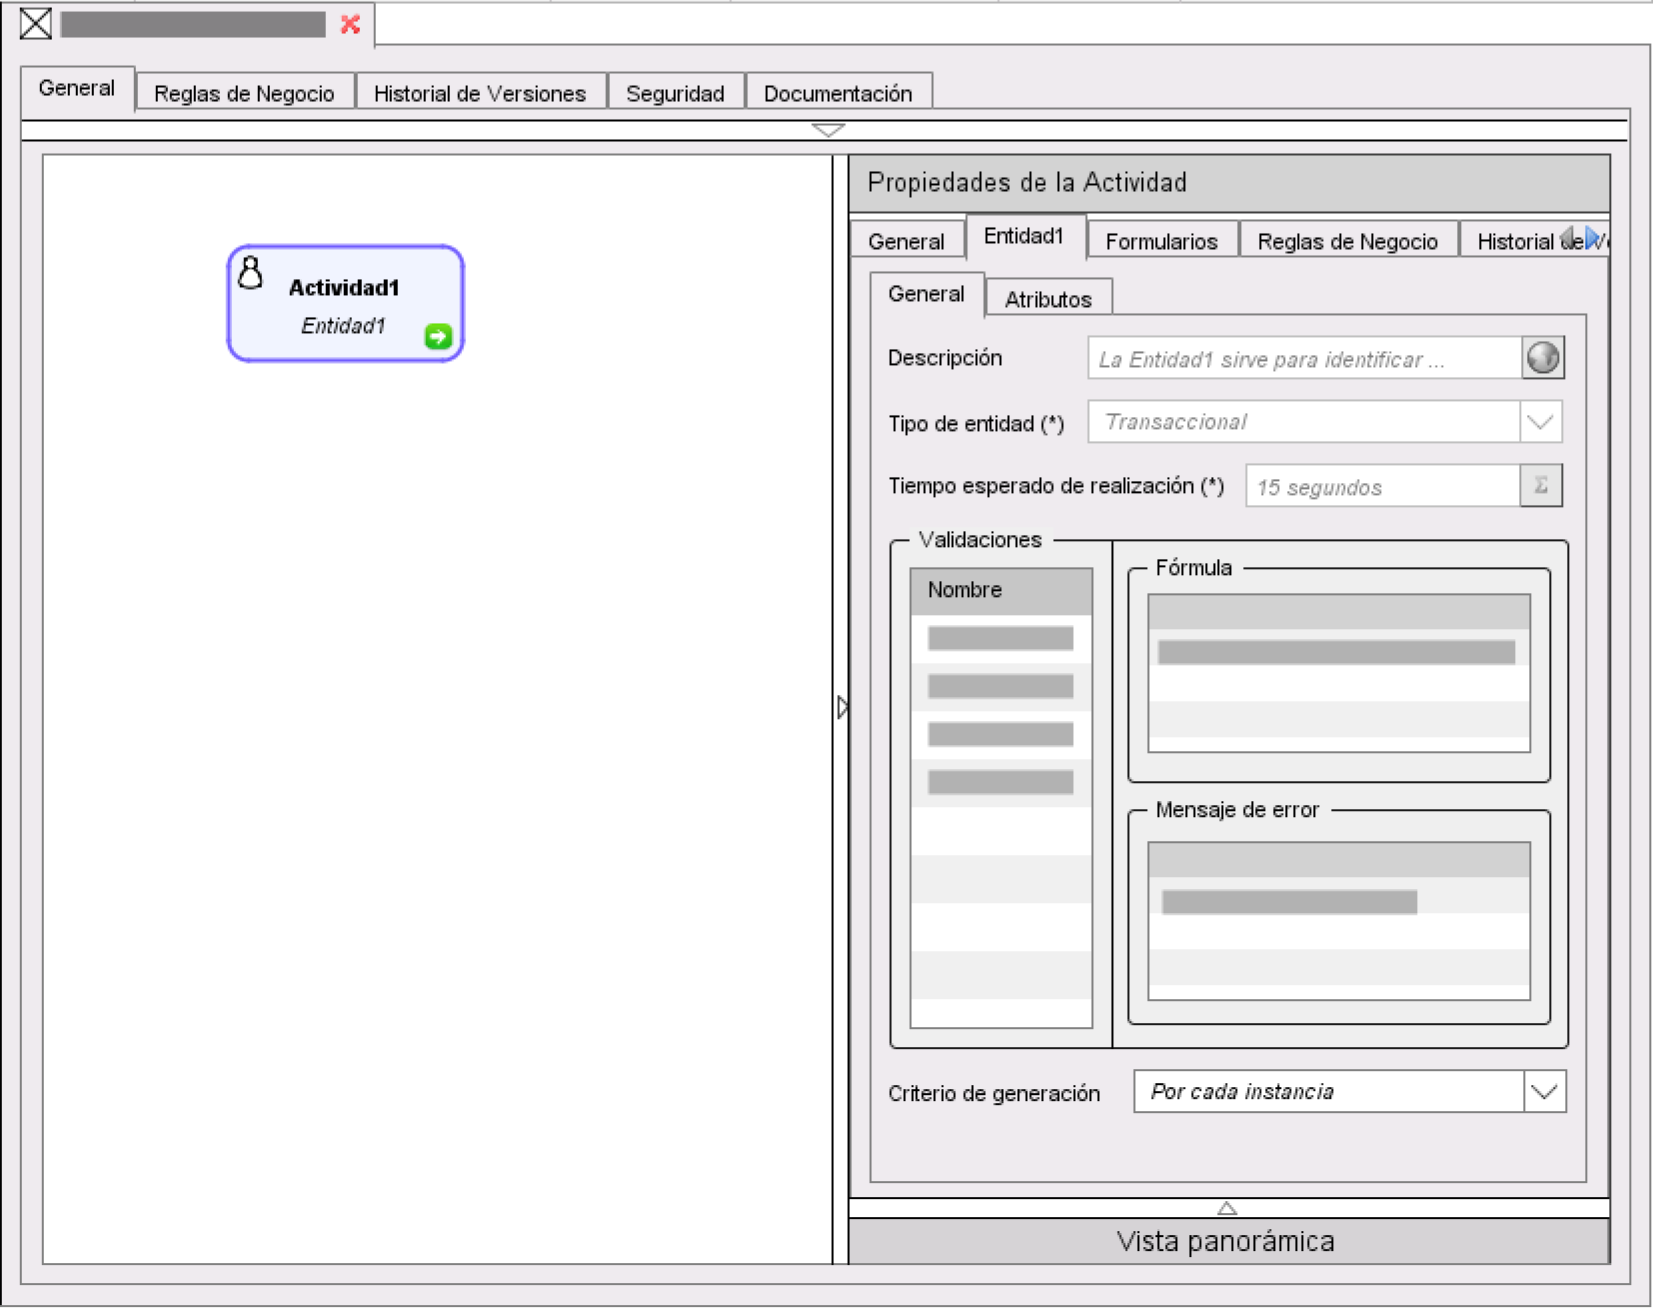 General
Reglas de Negocio
Historial de Versiones
Seguridad
Documentación
Actividad1
Entidad1
Propiedades de la Actividad
General
Entidad1
Formularios
Reglas de Negocio
Historial de V
General
Atributos
Descripción
La Entidad1 sirve para identificar ...
Tipo de entidad (*)
Transaccional
Tiempo esperado de realización (*)
15 segundos
Σ
Validaciones
Nombre
Fórmula
Mensaje de error
Criterio de generación
Por cada instancia
Vista panorámica